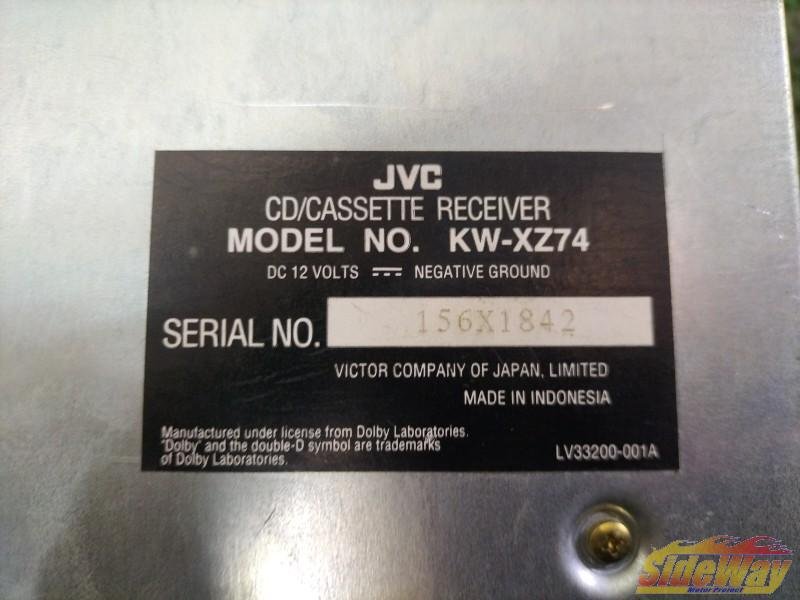 JVC
CD/CASSETTE RECEIVER
MODEL NO. KW-XZ74
DC 12 VOLTS ⎓ NEGATIVE GROUND
SERIAL NO. 156X1842
VICTOR COMPANY OF JAPAN, LIMITED
MADE IN INDONESIA
Manufactured under license from Dolby Laboratories.
"Dolby" and the double-D symbol are trademarks
of Dolby Laboratories.
LV33200-001A
SideWay
Motor Project